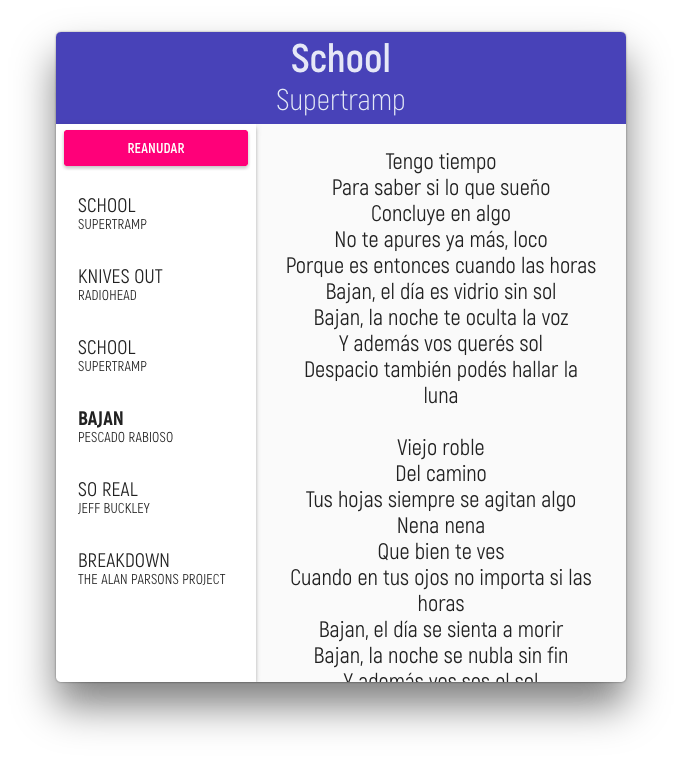 School
Supertramp
REANUDAR
SCHOOL
SUPERTRAMP
KNIVES OUT
RADIOHEAD
SCHOOL
SUPERTRAMP
BAJAN
PESCADO RABIOSO
SO REAL
JEFF BUCKLEY
BREAKDOWN
THE ALAN PARSONS PROJECT
Tengo tiempo
Para saber si lo que sueño
Concluye en algo
No te apures ya más, loco
Porque es entonces cuando las horas
Bajan, el día es vidrio sin sol
Bajan, la noche te oculta la voz
Y además vos querés sol
Despacio también podés hallar la
luna
Viejo roble
Del camino
Tus hojas siempre se agitan algo
Nena nena
Que bien te ves
Cuando en tus ojos no importa si las
horas
Bajan, el día se sienta a morir
Bajan, la noche se nubla sin fin
Y además vos sos el sol